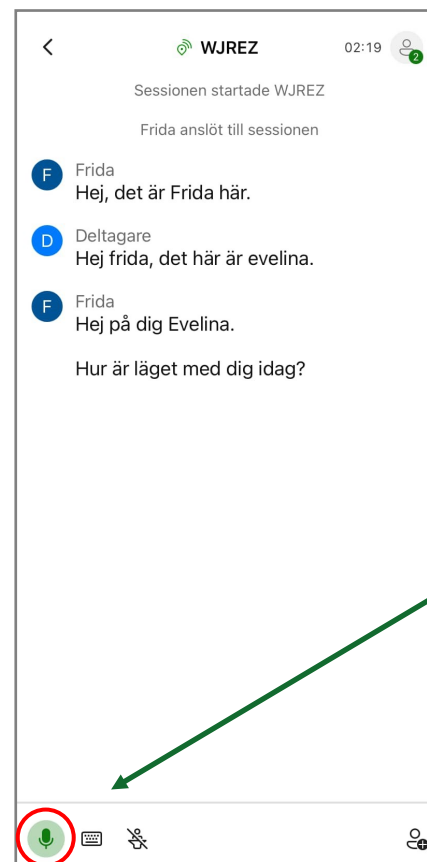 WJREZ
02:19
2
Sessionen startade WJREZ
Frida anslöt till sessionen
F
Frida
Hej, det är Frida här.
D
Deltagare
Hej frida, det här är evelina.
F
Frida
Hej på dig Evelina.
Hur är läget med dig idag?